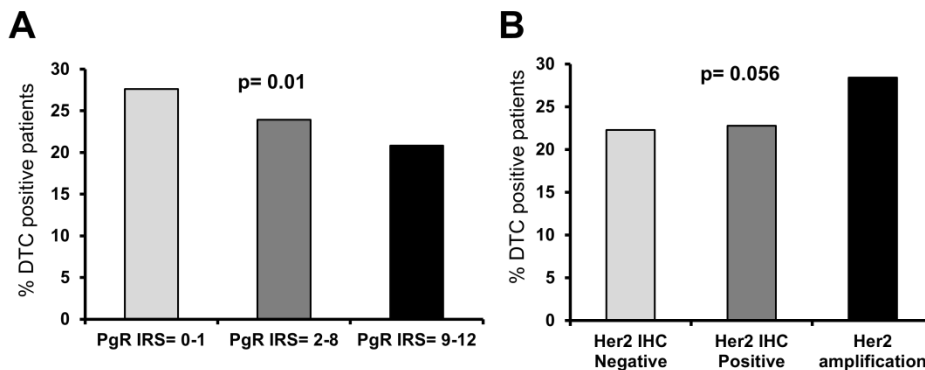 A
% DTC positive patients
30
25
20
15
10
5
0
p= 0.01
PgR IRS= 0-1 PgR IRS= 2-8 PgR IRS= 9-12
B
% DTC positive patients
30
25
20
15
10
5
0
p= 0.056
Her2 IHC Her2 IHC Her2
Negative Positive amplification